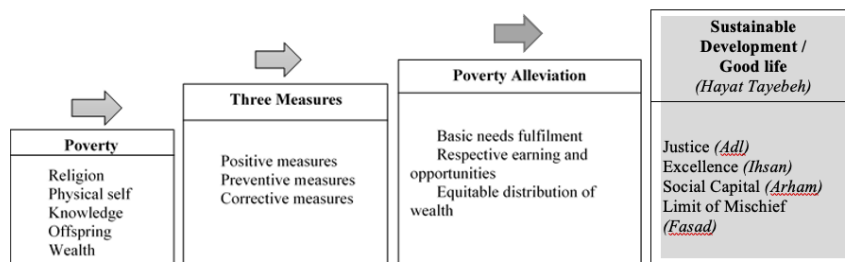 Poverty
Religion
Physical self
Knowledge
Offspring
Wealth
Three Measures
Positive measures
Preventive measures
Corrective measures
Poverty Alleviation
Basic needs fulfilment
Respective earning and
opportunities
Equitable distribution of
wealth
Sustainable
Development /
Good life
(Hayat Tayebeh)
Justice (Adl)
Excellence (Ihsan)
Social Capital (Arham)
Limit of Mischief
(Fasad)